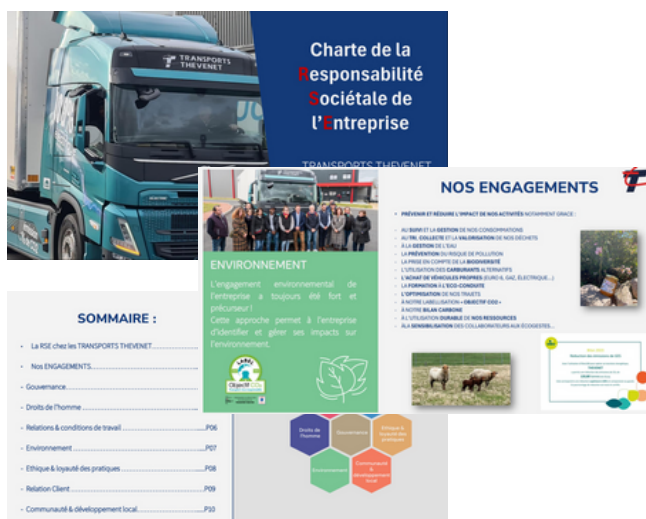 TRANSPORTS
THEVENET
Charte de la
Responsabilité
Sociétale de
l'Entreprise
TRANSPORTS THEVENET
NOS ENGAGEMENTS
PRÉVENIR ET RÉDUIRE L'IMPACT DE NOS ACTIVITÉS NOTAMMENT GRACE :
AU SUIVI ET LA GESTION DE NOS CONSOMMATIONS
AU TRI, COLLECTE ET LA VALORISATION DE NOS DÉCHETS
À LA GESTION DE L'EAU
LA PRÉVENTION DU RISQUE DE POLLUTION
LA PRISE EN COMPTE DE LA BIODIVERSITÉ
L'UTILISATION DES CARBURANTS ALTERNATIFS
L'ACHAT DE VÉHICULES PROPRES (EURO 6, GAZ, ÉLECTRIQUE...)
LA FORMATION À L'ECO-CONDUITE
L'OPTIMISATION DE NOS TRAJETS
À NOTRE LABELLISATION « OBJECTIF CO2 »
À NOTRE BILAN CARBONE
À L'UTILISATION DURABLE DE NOS RESSOURCES
À LA SENSIBILISATION DES COLLABORATEURS AUX ÉCOGESTES...
ENVIRONNEMENT
L'engagement environnemental de
l'entreprise a toujours été fort et
précurseur !
Cette approche permet à l'entreprise
d'identifier et gérer ses impacts sur
l'environnement.
LABEL
Objectif CO2
SOMMAIRE :
- La RSE chez les TRANSPORTS THEVENET
- Nos ENGAGEMENTS
- Gouvernance
- Droits de l'homme
- Relations & conditions de travail P06
- Environnement P07
- Ethique & loyauté des pratiques P08
- Relation Client P09
- Communauté & développement local P10
Droits de
l'homme
Gouvernance
Ethique &
loyauté des
pratiques
Environnement
Communauté
&
développement
local